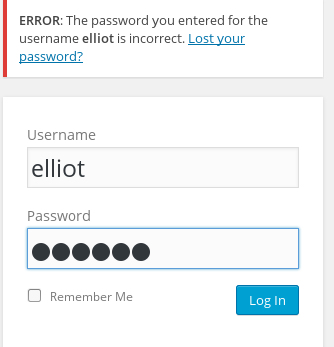 ERROR: The password you entered for the
username elliot is incorrect. Lost your
password?
Username
elliot
Password
●●●●●●
Remember Me
Log In